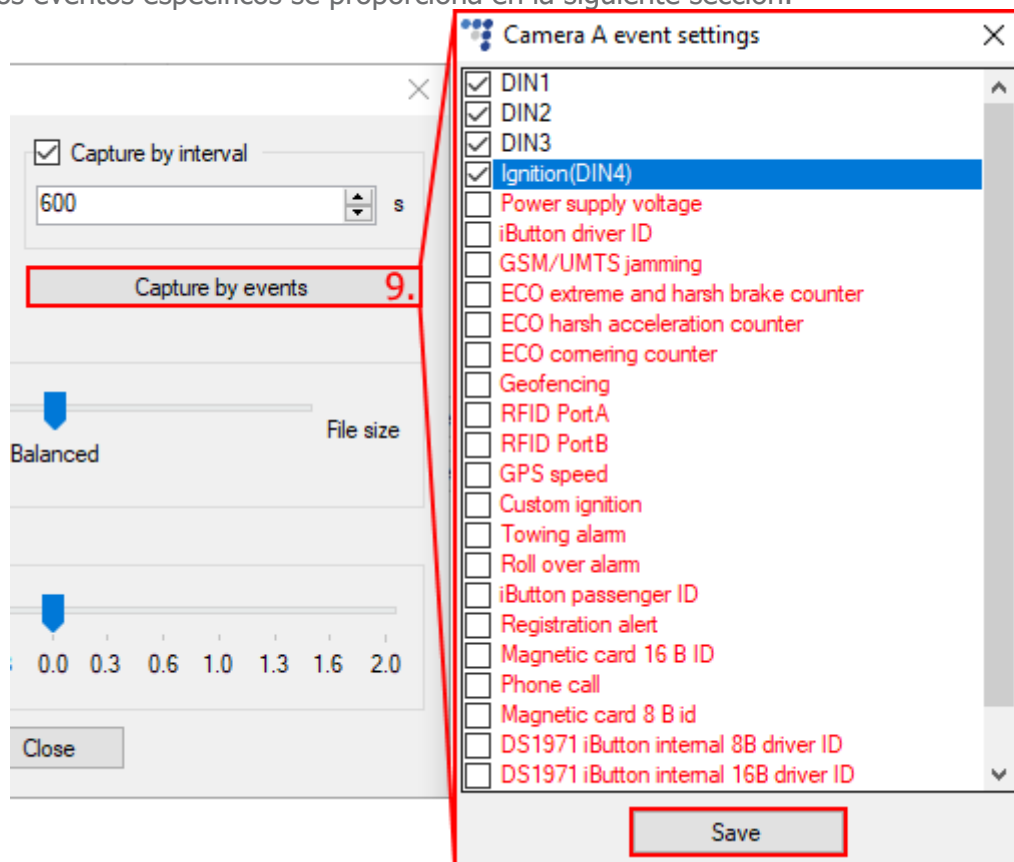 os eventos específicos se proporciona en la siguiente sección.
Camera A event settings
Capture by interval
600
s
Capture by events
9.
Balanced
File size
0.0 0.3 0.6 1.0 1.3 1.6 2.0
Close
DIN1
DIN2
DIN3
Ignition(DIN4)
Power supply voltage
iButton driver ID
GSM/UMTS jamming
ECO extreme and harsh brake counter
ECO harsh acceleration counter
ECO cornering counter
Geofencing
RFID PortA
RFID PortB
GPS speed
Custom ignition
Towing alarm
Roll over alarm
iButton passenger ID
Registration alert
Magnetic card 16 B ID
Phone call
Magnetic card 8 B id
DS1971 iButton internal 8B driver ID
DS1971 iButton internal 16B driver ID
Save